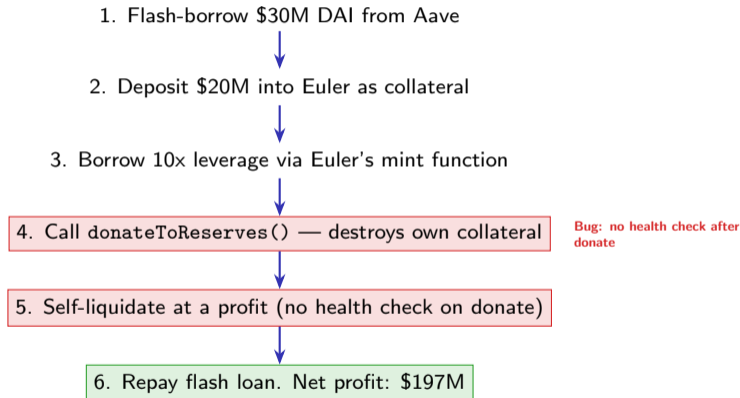 1. Flash-borrow $30M DAI from Aave
2. Deposit $20M into Euler as collateral
3. Borrow 10x leverage via Euler's mint function
4. Call donateToReserves() — destroys own collateral
Bug: no health check after
donate
5. Self-liquidate at a profit (no health check on donate)
6. Repay flash loan. Net profit: $197M